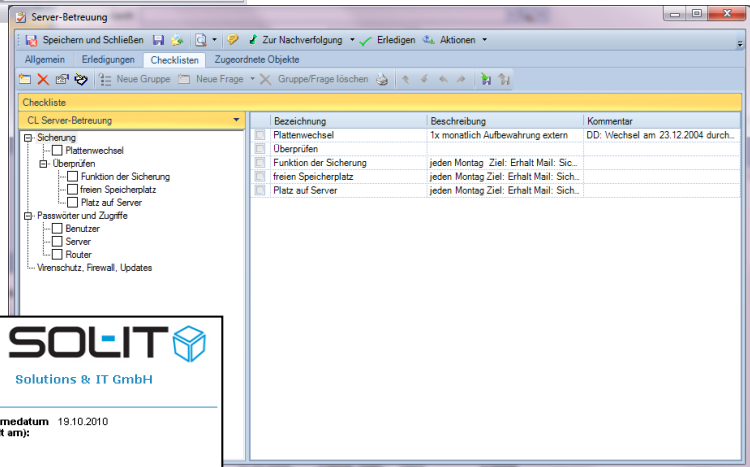 Server-Betreuung
Speichern und Schließen Zur Nachverfolgung Erledigen Aktionen
Allgemein Erledigungen Checklisten Zugeordnete Objekte
Neue Gruppe Neue Frage Gruppe/Frage löschen
Checkliste
CL Server-Betreuung
Sicherung
Plattenwechsel
Überprüfen
Funktion der Sicherung
freien Speicherplatz
Platz auf Server
Passwörter und Zugriffe
Benutzer
Server
Router
Virenschutz, Firewall, Updates
Bezeichnung Beschreibung Kommentar
Plattenwechsel 1x monatlich Aufbewahrung extern DD: Wechsel am 23.12.2004 durch...
Überprüfen
Funktion der Sicherung jeden Montag Ziel: Erhalt Mail: Sic...
freien Speicherplatz jeden Montag Ziel: Erhalt Mail: Sich...
Platz auf Server jeden Montag Ziel: Erhalt Mail: Sich...
SOL-IT
Solutions & IT GmbH
medatum 19.10.2010
t am):